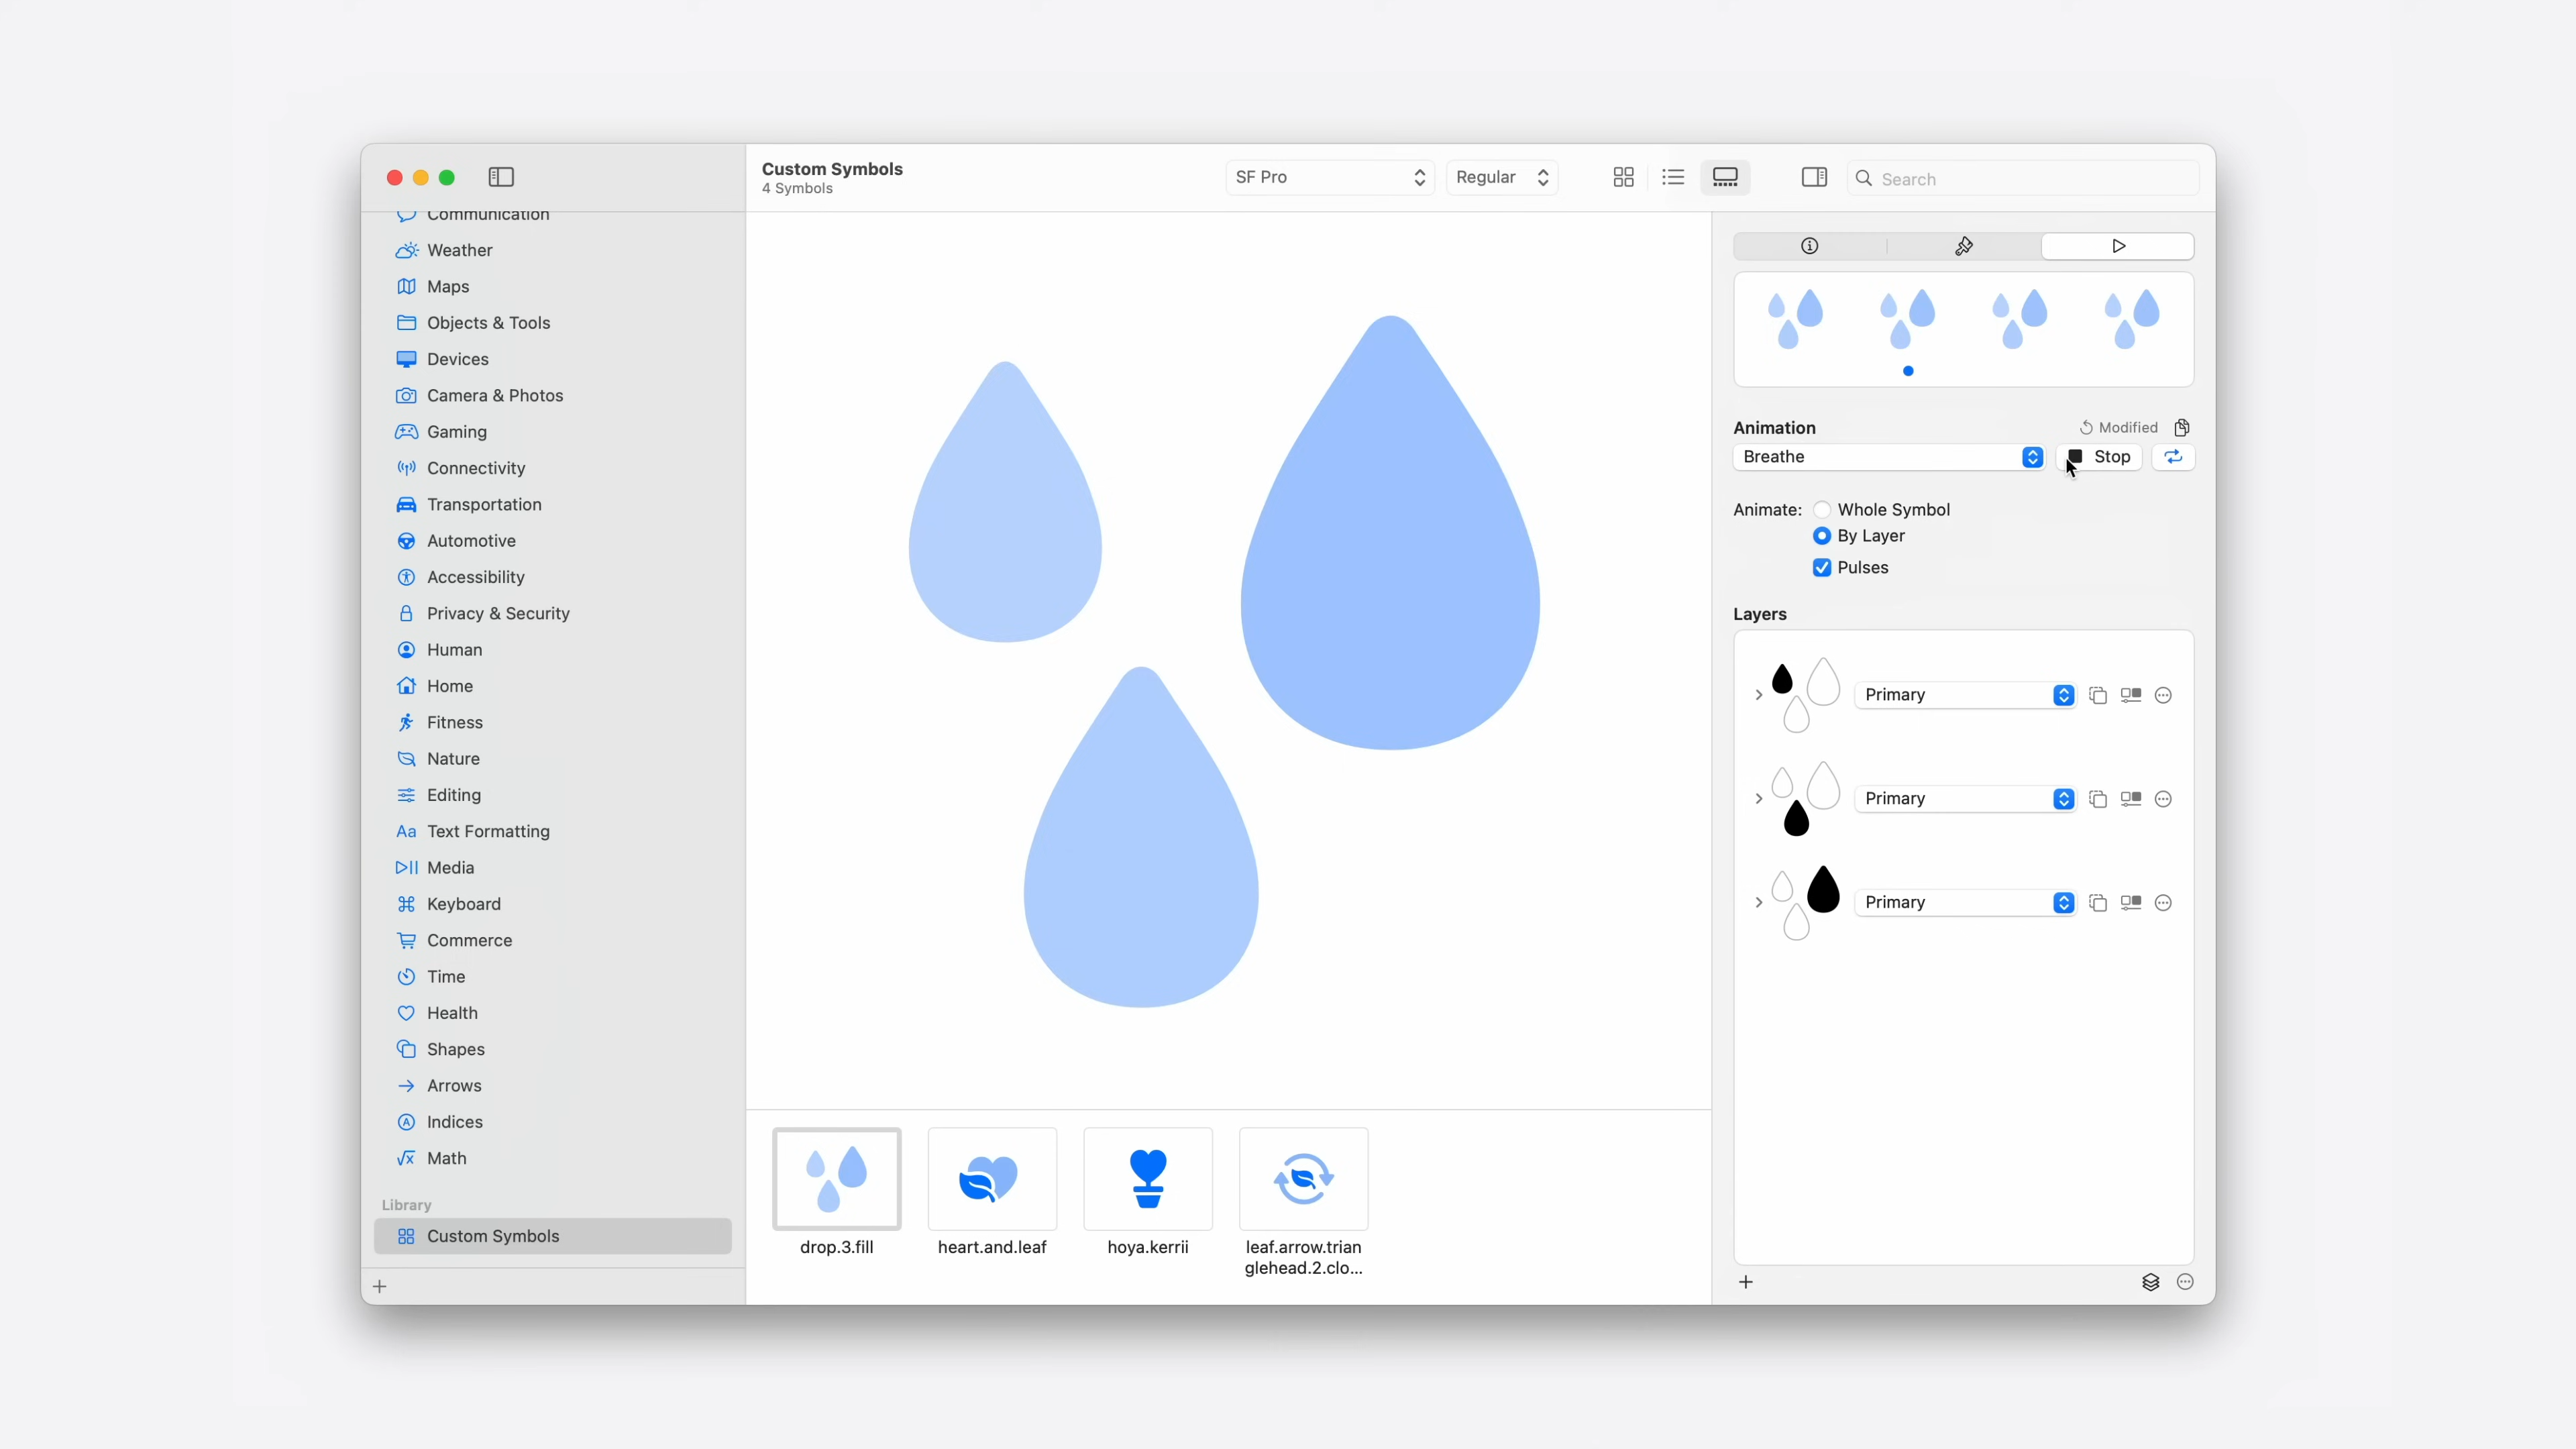 Custom Symbols
4 Symbols
SF Pro
Regular
Search
Communication
Weather
Maps
Objects & Tools
Devices
Camera & Photos
Gaming
Connectivity
Transportation
Automotive
Accessibility
Privacy & Security
Human
Home
Fitness
Nature
Editing
Aa Text Formatting
Media
Keyboard
Commerce
Time
Health
Shapes
Arrows
A Indices
√x Math
Library
Custom Symbols
drop.3.fill
heart.and.leaf
hoya.kerrii
leaf.arrow.trian
glehead.2.clo...
Animation
Modified
Breathe
Stop
Animate:
Whole Symbol
By Layer
Pulses
Layers
Primary
Primary
Primary